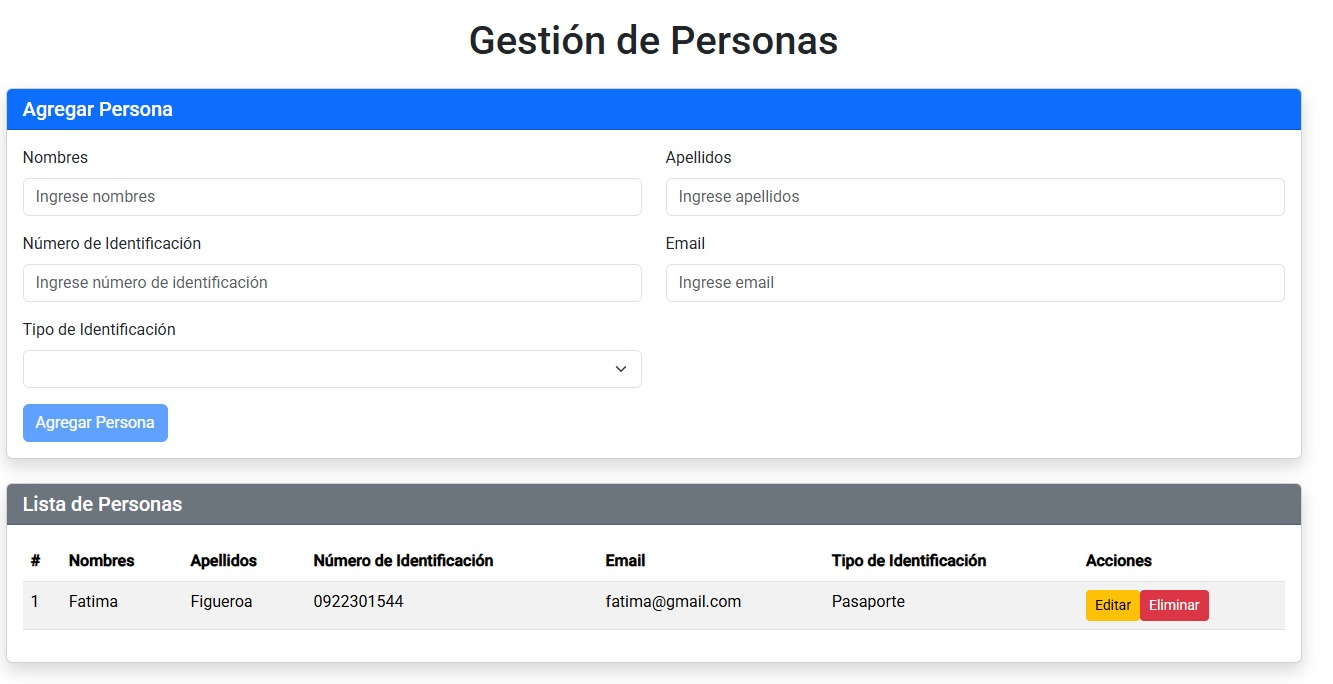 Gestión de Personas
Agregar Persona
Nombres
Apellidos
Ingrese nombres
Ingrese apellidos
Número de Identificación
Email
Ingrese número de identificación
Ingrese email
Tipo de Identificación
Agregar Persona
Lista de Personas
# Nombres Apellidos Número de Identificación Email Tipo de Identificación Acciones
1 Fatima Figueroa 0922301544 fatima@gmail.com Pasaporte Editar Eliminar